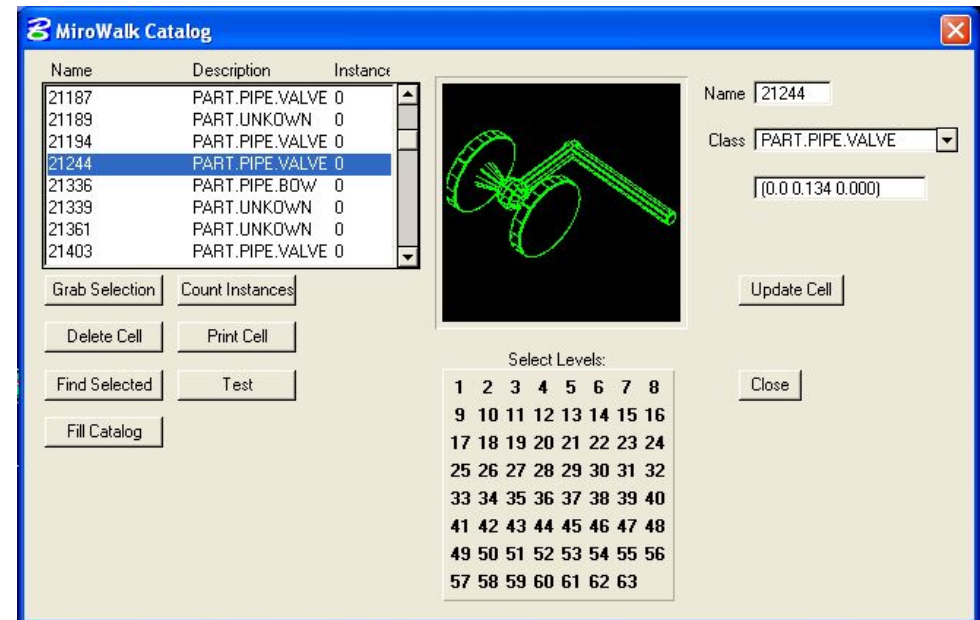 MiroWalk Catalog
Name Description Instance
21187 PART.PIPE.VALVE 0
21189 PART.UNKOWN 0
21194 PART.PIPE.VALVE 0
21244 PART.PIPE.VALVE 0
21336 PART.PIPE.BOW 0
21339 PART.UNKOWN 0
21361 PART.UNKOWN 0
21403 PART.PIPE.VALVE 0
Grab Selection Count Instances
Delete Cell Print Cell
Find Selected Test
Fill Catalog
Select Levels:
1 2 3 4 5 6 7 8
9 10 11 12 13 14 15 16
17 18 19 20 21 22 23 24
25 26 27 28 29 30 31 32
33 34 35 36 37 38 39 40
41 42 43 44 45 46 47 48
49 50 51 52 53 54 55 56
57 58 59 60 61 62 63
Name 21244
Class PART.PIPE.VALVE
(0.0 0.134 0.000)
Update Cell
Close